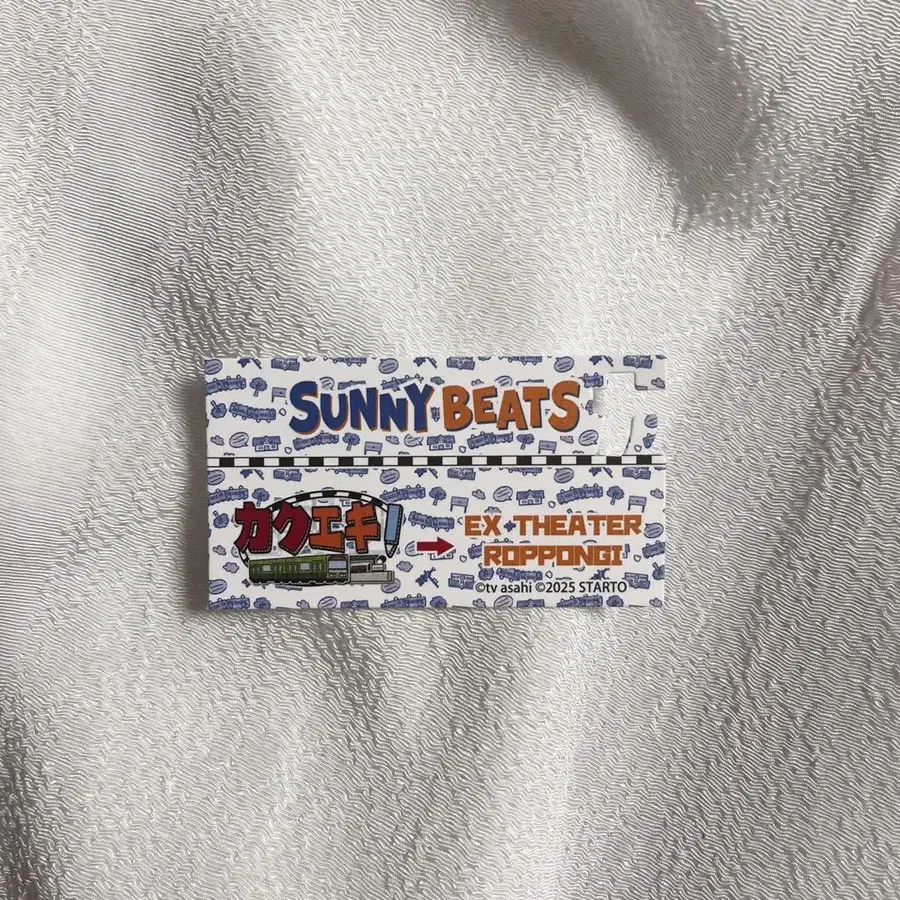 SUNNY BEATS
カクエキ!
EX THEATER
ROPPONGI
©tv asahi ©2025 STARTO